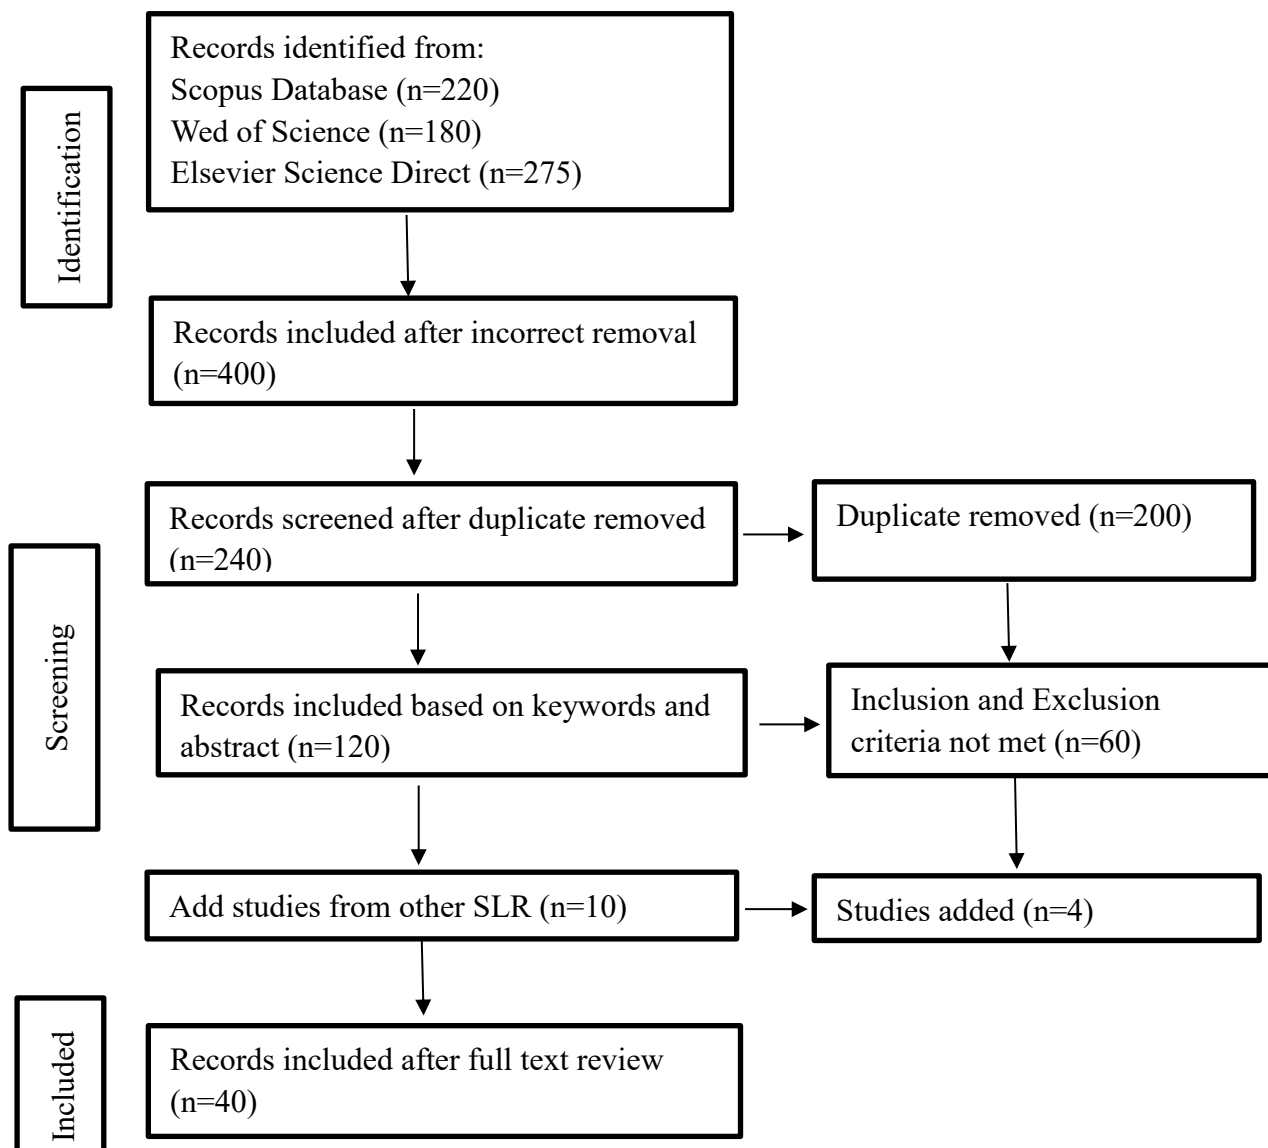 Identification
Records identified from:
Scopus Database (n=220)
Wed of Science (n=180)
Elsevier Science Direct (n=275)
Records included after incorrect removal
(n=400)
Screening
Records screened after duplicate removed
(n=240)
Duplicate removed (n=200)
Records included based on keywords and
abstract (n=120)
Inclusion and Exclusion
criteria not met (n=60)
Add studies from other SLR (n=10)
Studies added (n=4)
Included
Records included after full text review
(n=40)